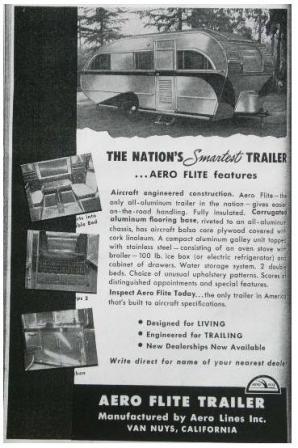 THE NATION'S Smartest TRAILER
...AERO FLITE features
Aircraft engineered construction. Aero Flite—the
only all-aluminum trailer in the nation—gives ease
on-the-road handling. Fully insulated. Corrugated
aluminum flooring base, riveted to an all-aluminum
chassis, has aircraft balsa core plywood covered with
cork linoleum. A compact aluminum galley unit topped
with stainless steel—consisting of an oven stove with
broiler—100 lb. ice box (or electric refrigerator) and
cabinet of drawers. Water storage system. 2 double
beds. Choice of unusual upholstery patterns. Scores of
distinguished appointments and special features.
Inspect Aero Flite Today...the only trailer in America
that's built to aircraft specifications.
• Designed for LIVING
• Engineered for TRAILING
• New Dealerships Now Available
Write direct for name of your nearest dealer
into
ble Bed
ps 2
AERO FLITE TRAILER
Manufactured by Aero Lines Inc.
VAN NUYS, CALIFORNIA